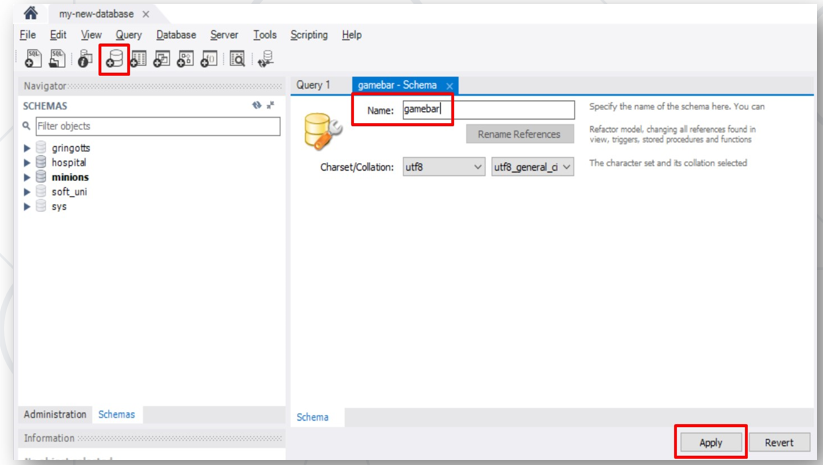 my-new-database ×
File Edit View Query Database Server Tools Scripting Help
Navigator
SCHEMAS
Filter objects
gringotts
hospital
minions
soft_uni
sys
Administration Schemas
Information
Query 1 gamebar - Schema ×
Name: gamebar
Specify the name of the schema here. You can
Rename References
Refactor model, changing all references found in
view, triggers, stored procedures and functions
Charset/Collation: utf8 utf8_general_ci
The character set and its collation selected
Schema
Apply Revert